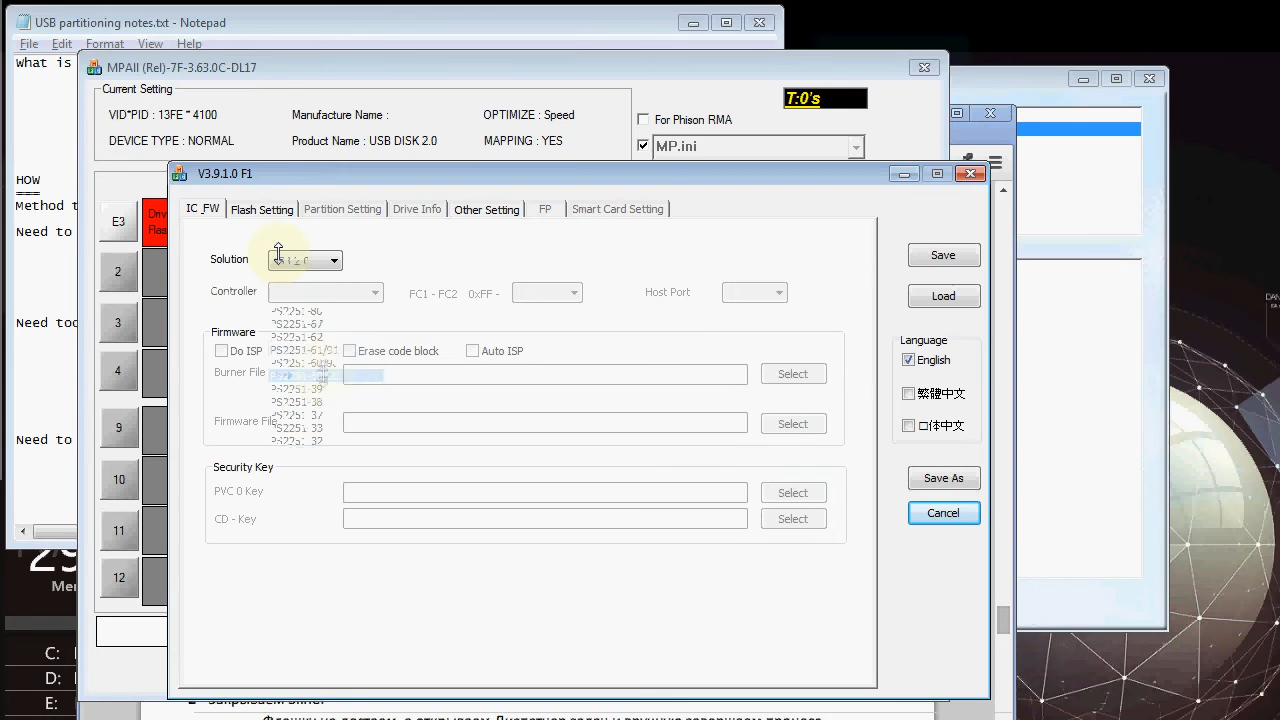 USB partitioning notes.txt - Notepad
File Edit Format View Help
What is
MPAll (Rel)-7F-3.63.0C-DL17
Current Setting
VID*PID : 13FE * 4100
Manufacture Name :
OPTIMIZE : Speed
DEVICE TYPE : NORMAL
Product Name : USB DISK 2.0
MAPPING : YES
T:0's
For Phison RMA
MP.ini
V3.9.1.0 F1
HOW
===
Method t
Need to
Need too
Need to
E3
2
3
4
9
10
11
12
IC_FW Flash Setting Partition Setting Drive Info Other Setting FP Smart Card Setting
Solution
Controller
FC1 - FC2 0xFF -
Host Port
PS2251-67
PS2251-62
PS2251-61/91
PS2251-39
PS2251-38
Firmware
Do ISP
Erase code block
Auto ISP
Burner File
Select
Firmware File
Select
Security Key
PVC 0 Key
Select
CD - Key
Select
Save
Load
Language
English
繁體中文
口体中文
Save As
Cancel
C:
D:
E: